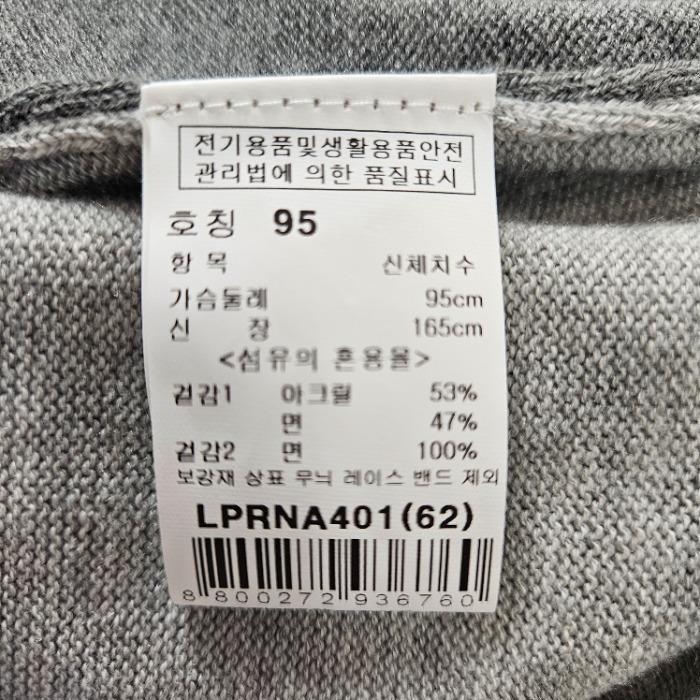 전기용품및생활용품안전
관리법에 의한 품질표시
호칭 95
항 목 신체치수
가슴둘레 95cm
신 장 165cm
<섬유의 혼용율>
겉감1 아크릴 53%
면 47%
겉감2 면 100%
보강재 상표 무늬 레이스 밴드 제외
LPRNA401(62)
8 800272 936760